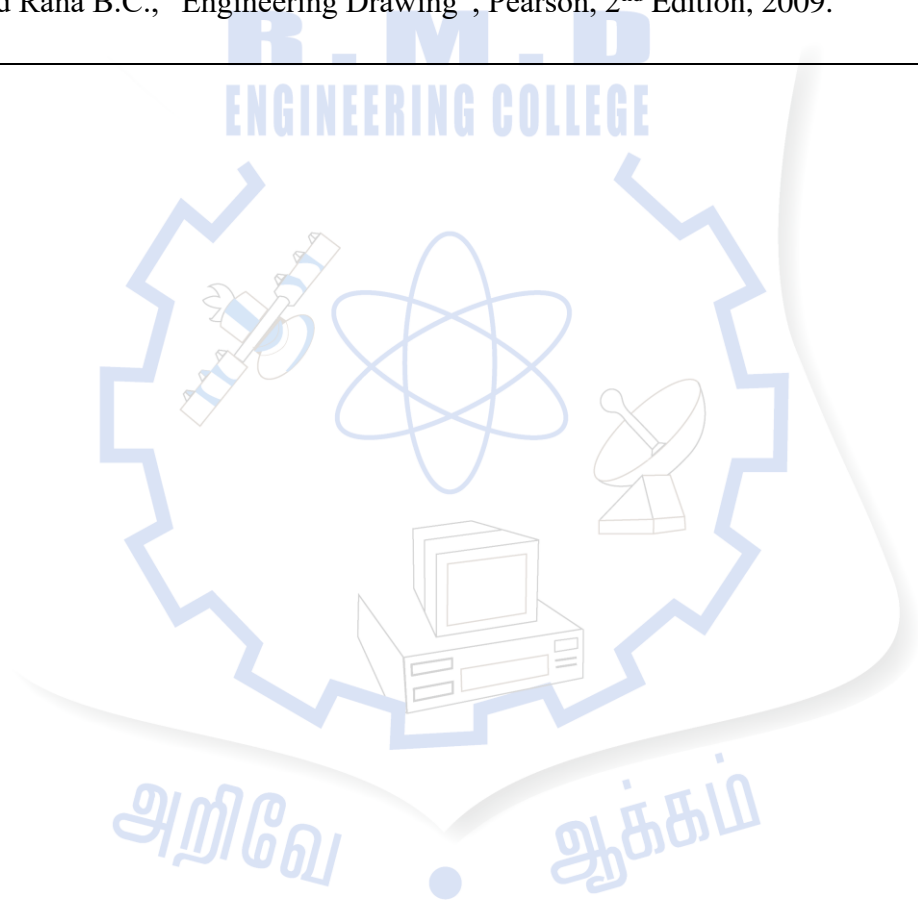 Rana B.C., "Engineering Drawing", Pearson, 2nd Edition, 2009.
R.M.D
ENGINEERING COLLEGE
அறிவே ஆக்கம்